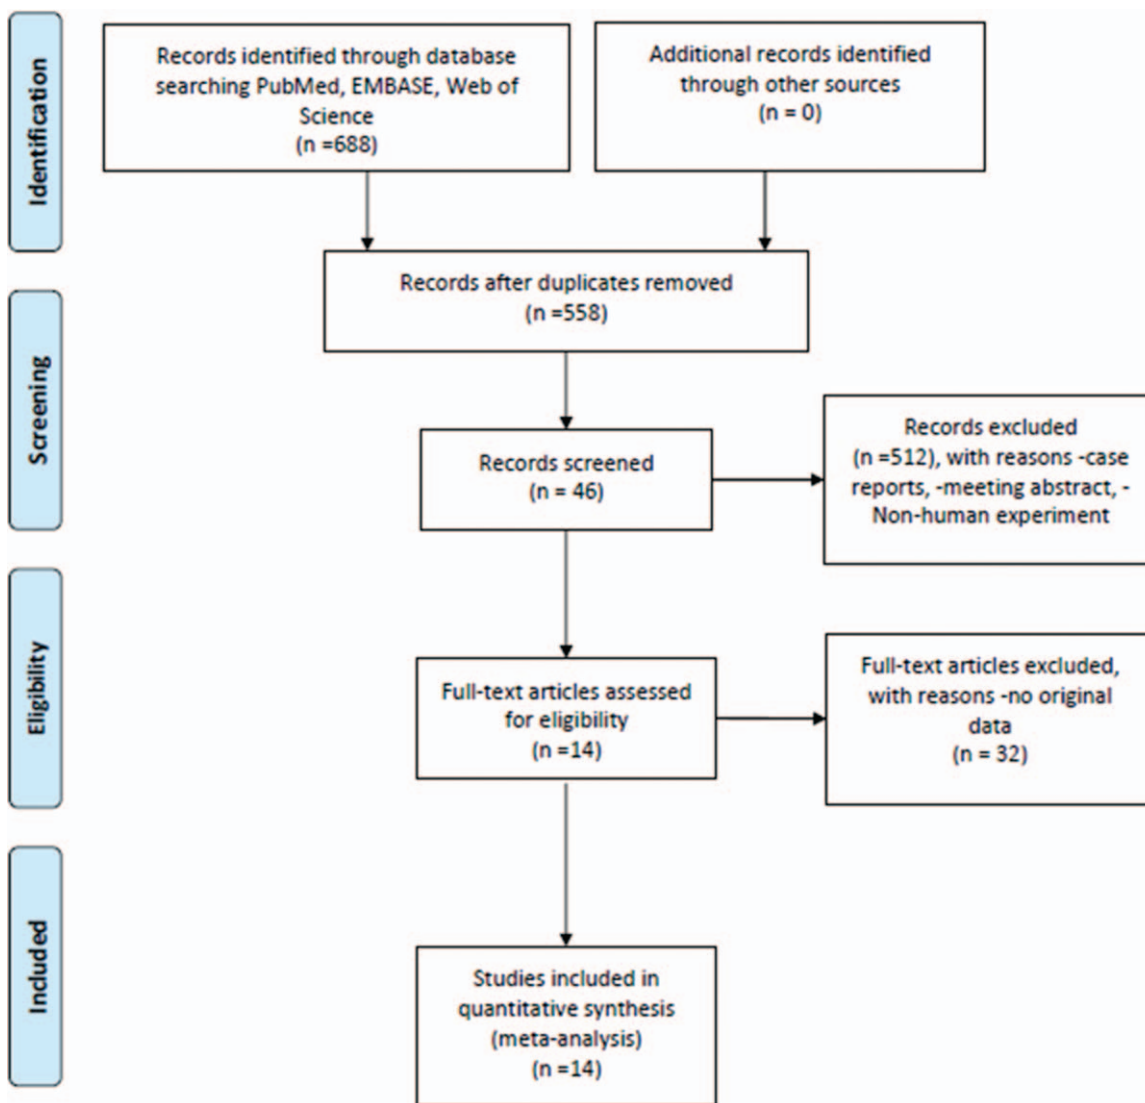 Identification
Records identified through database
searching PubMed, EMBASE, Web of
Science
(n =688)
Additional records identified
through other sources
(n = 0)
Records after duplicates removed
(n =558)
Screening
Records screened
(n = 46)
Records excluded
(n =512), with reasons -case
reports, -meeting abstract, -
Non-human experiment
Eligibility
Full-text articles assessed
for eligibility
(n =14)
Full-text articles excluded,
with reasons -no original
data
(n = 32)
Included
Studies included in
quantitative synthesis
(meta-analysis)
(n =14)